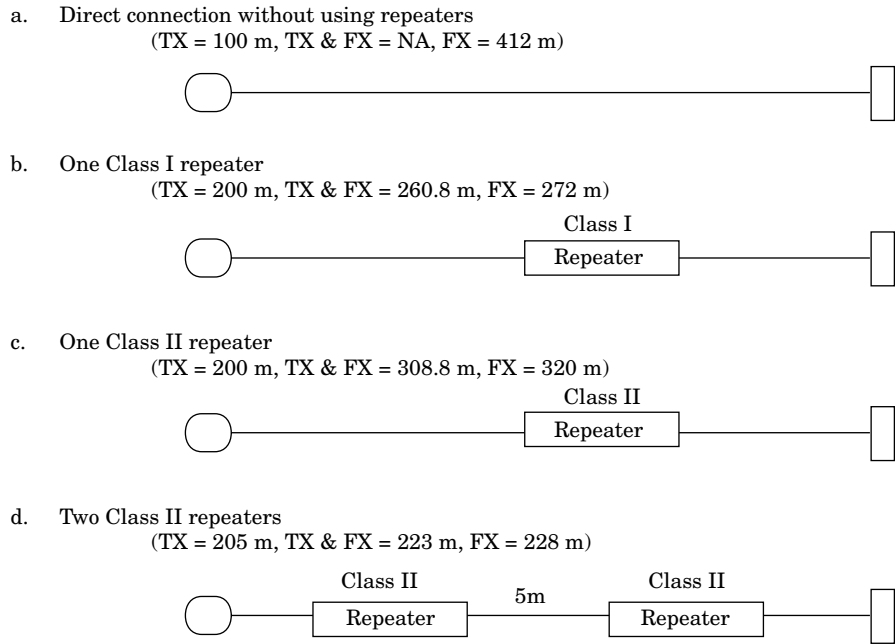 a. Direct connection without using repeaters
(TX = 100 m, TX & FX = NA, FX = 412 m)
b. One Class I repeater
(TX = 200 m, TX & FX = 260.8 m, FX = 272 m)
Class I
Repeater
c. One Class II repeater
(TX = 200 m, TX & FX = 308.8 m, FX = 320 m)
Class II
Repeater
d. Two Class II repeaters
(TX = 205 m, TX & FX = 223 m, FX = 228 m)
Class II Class II
5m
Repeater Repeater